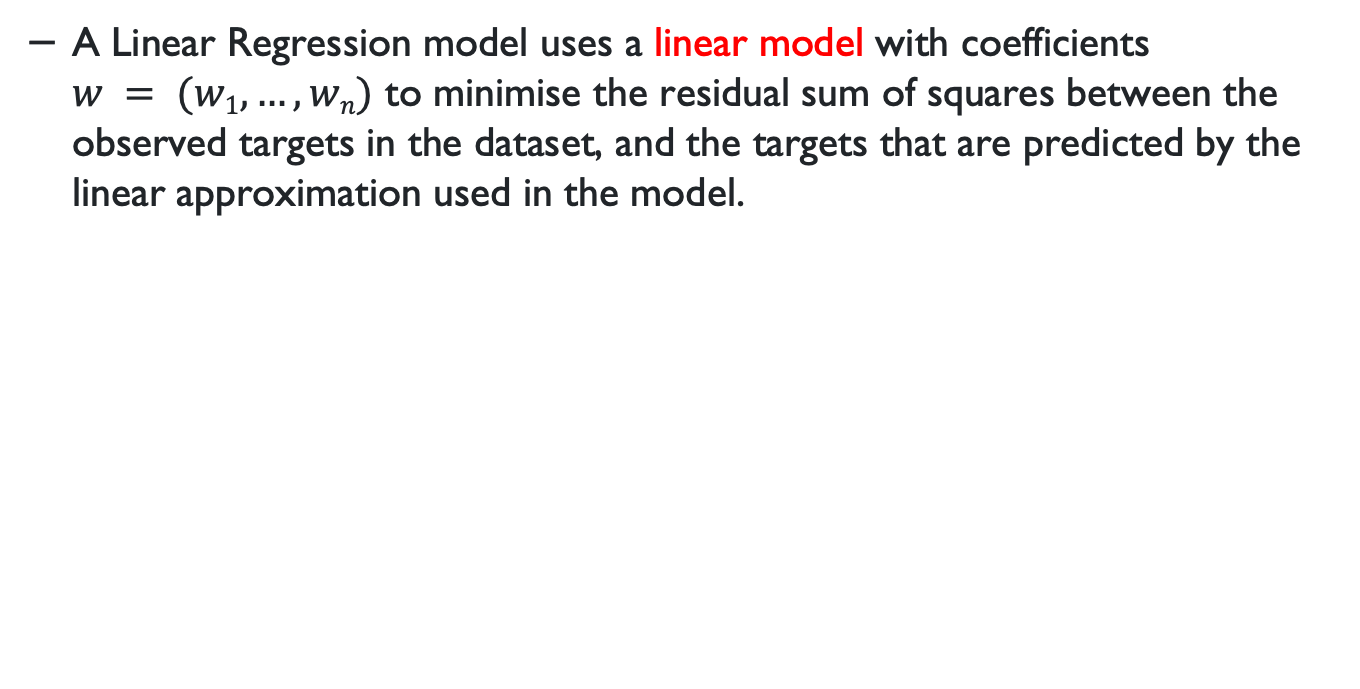 – A Linear Regression model uses a linear model with coefficients
w = (w₁, … , wₙ) to minimise the residual sum of squares between the
observed targets in the dataset, and the targets that are predicted by the
linear approximation used in the model.